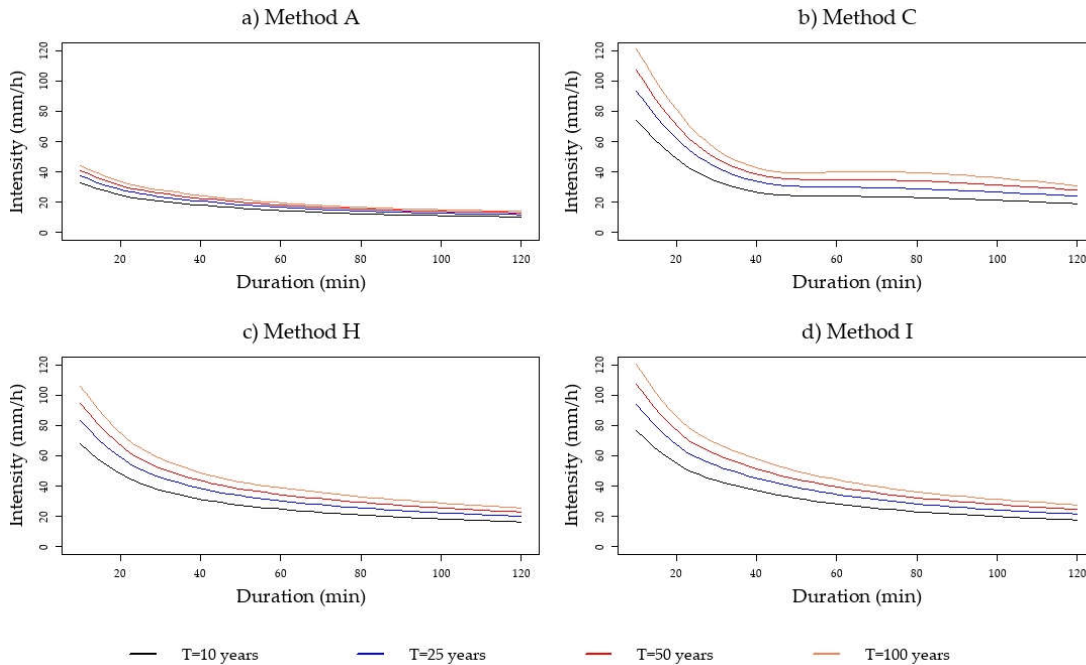 a) Method A
b) Method C
Intensity (mm/h)
0 20 40 60 80 100 120
20 40 60 80 100 120
Duration (min)
Intensity (mm/h)
0 20 40 60 80 100 120
20 40 60 80 100 120
Duration (min)
c) Method H
d) Method I
Intensity (mm/h)
0 20 40 60 80 100 120
20 40 60 80 100 120
Duration (min)
Intensity (mm/h)
0 20 40 60 80 100 120
20 40 60 80 100 120
Duration (min)
T=10 years T=25 years T=50 years T=100 years